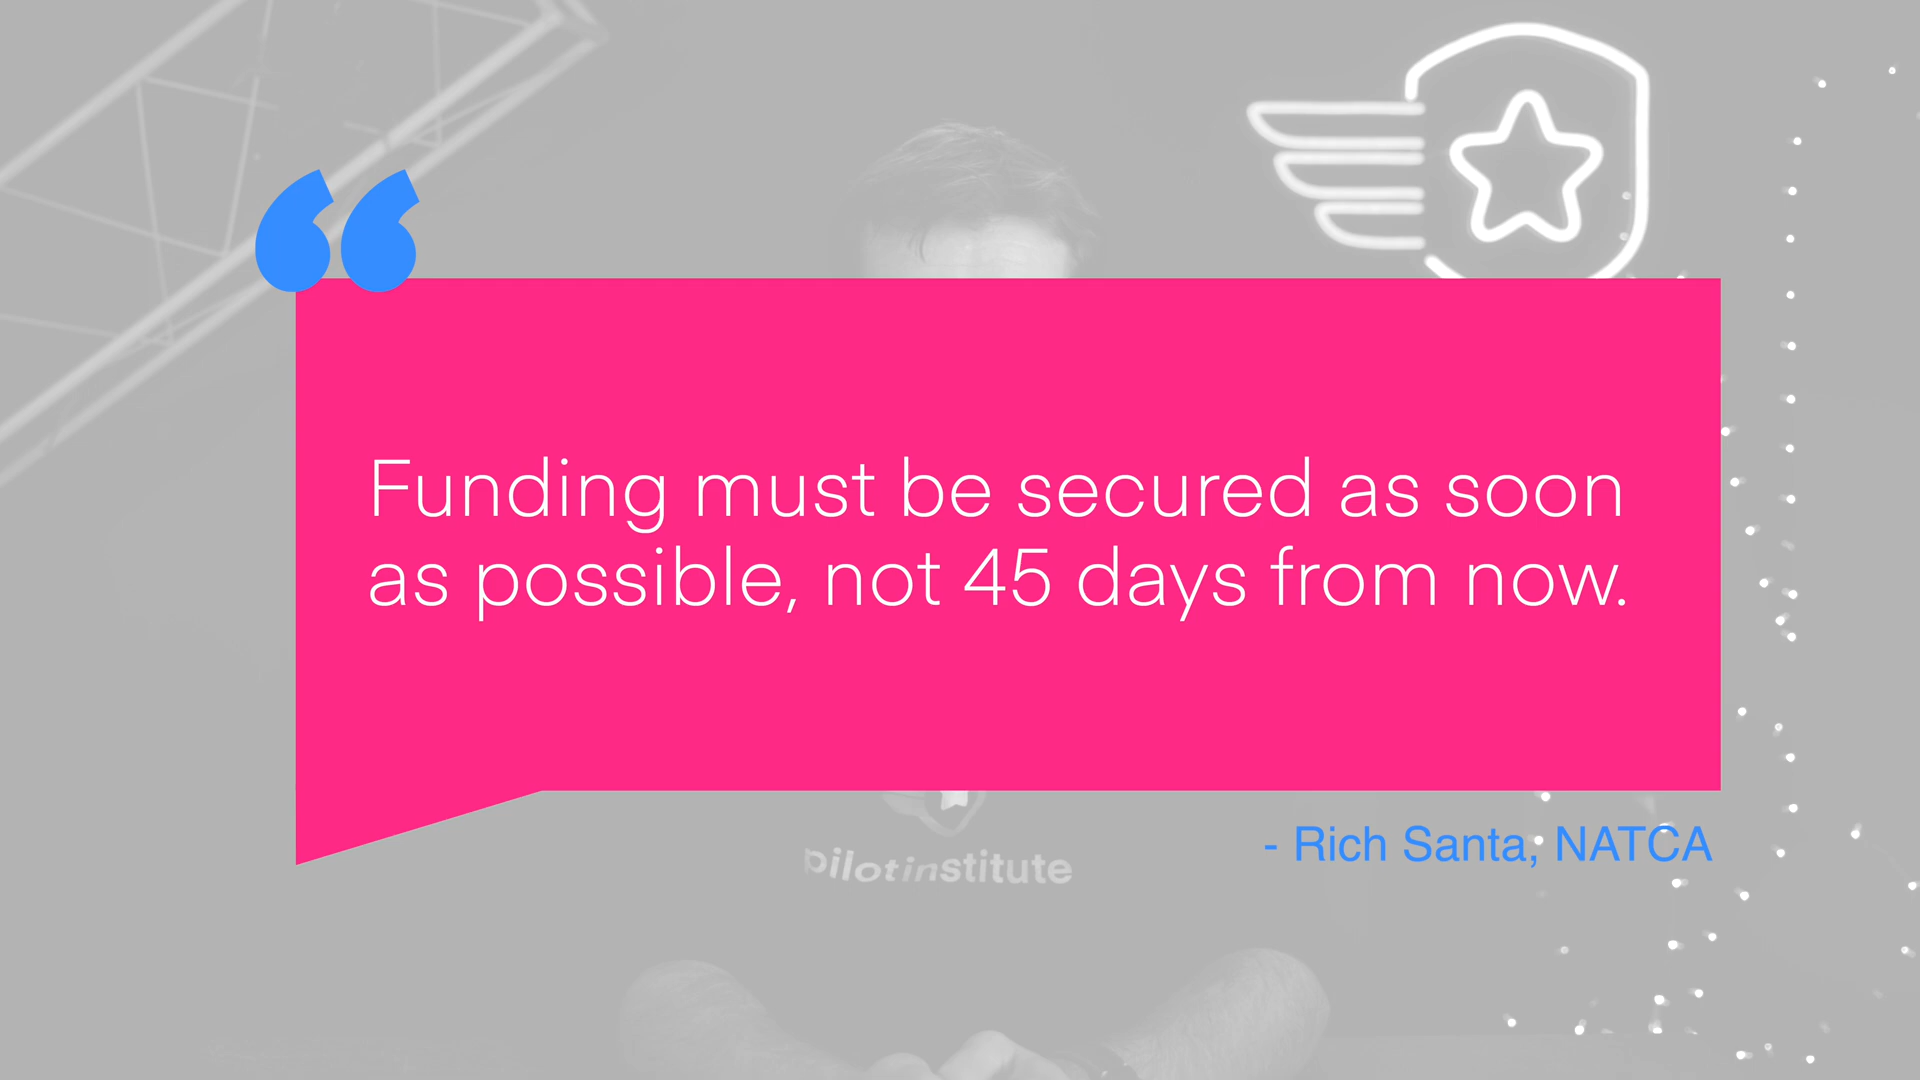 “
Funding must be secured as soon
as possible, not 45 days from now.
- Rich Santa, NATCA
pilotinstitute